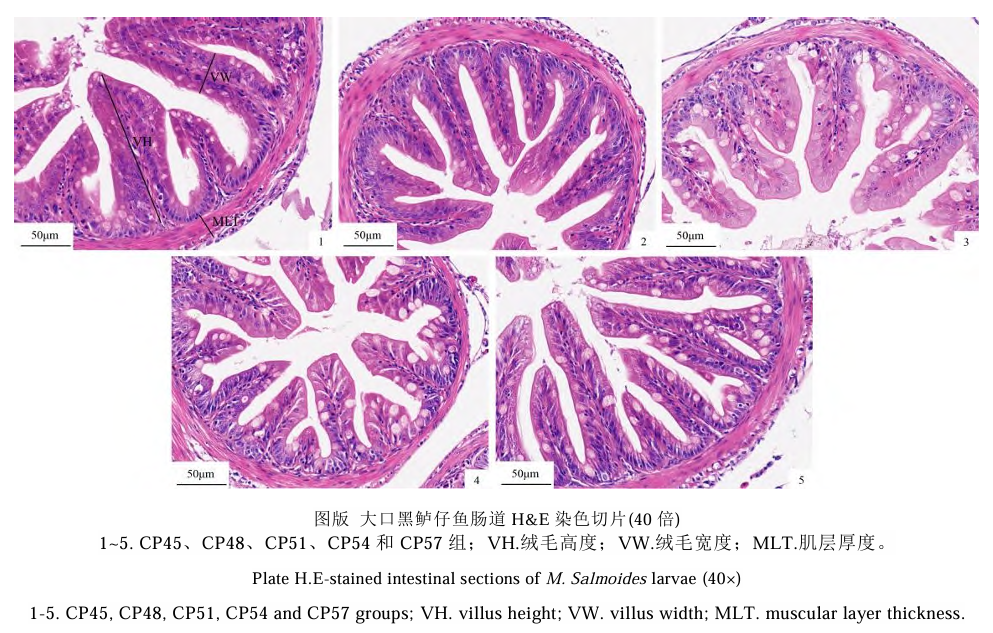 VW
VH
MLT
50μm
1
50μm
2
50μm
3
50μm
4
50μm
5
图版 大口黑鲈仔鱼肠道 H&E 染色切片(40 倍)
1~5. CP45、CP48、CP51、CP54 和 CP57 组；VH.绒毛高度；VW.绒毛宽度；MLT.肌层厚度。
Plate H.E-stained intestinal sections of M. Salmoides larvae (40×)
1-5. CP45, CP48, CP51, CP54 and CP57 groups; VH. villus height; VW. villus width; MLT. muscular layer thickness.